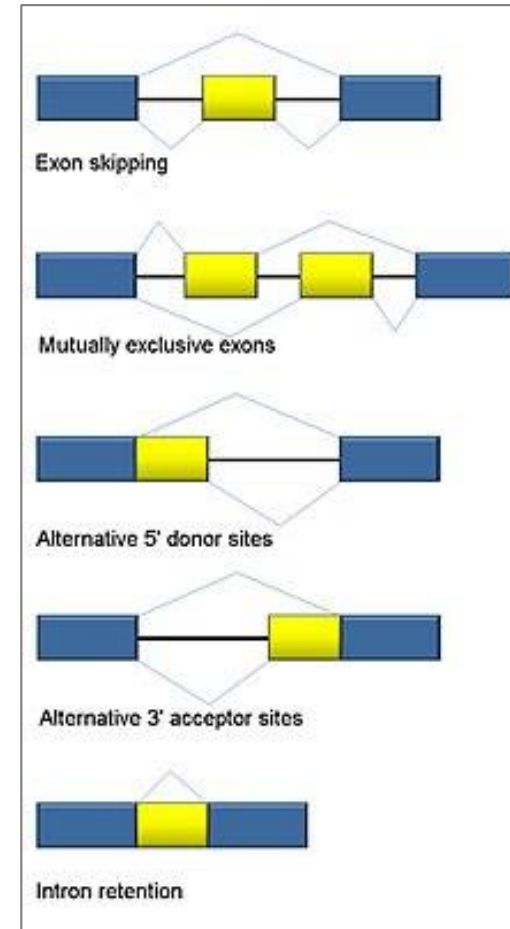 Exon skipping
Mutually exclusive exons
Alternative 5' donor sites
Alternative 3' acceptor sites
Intron retention